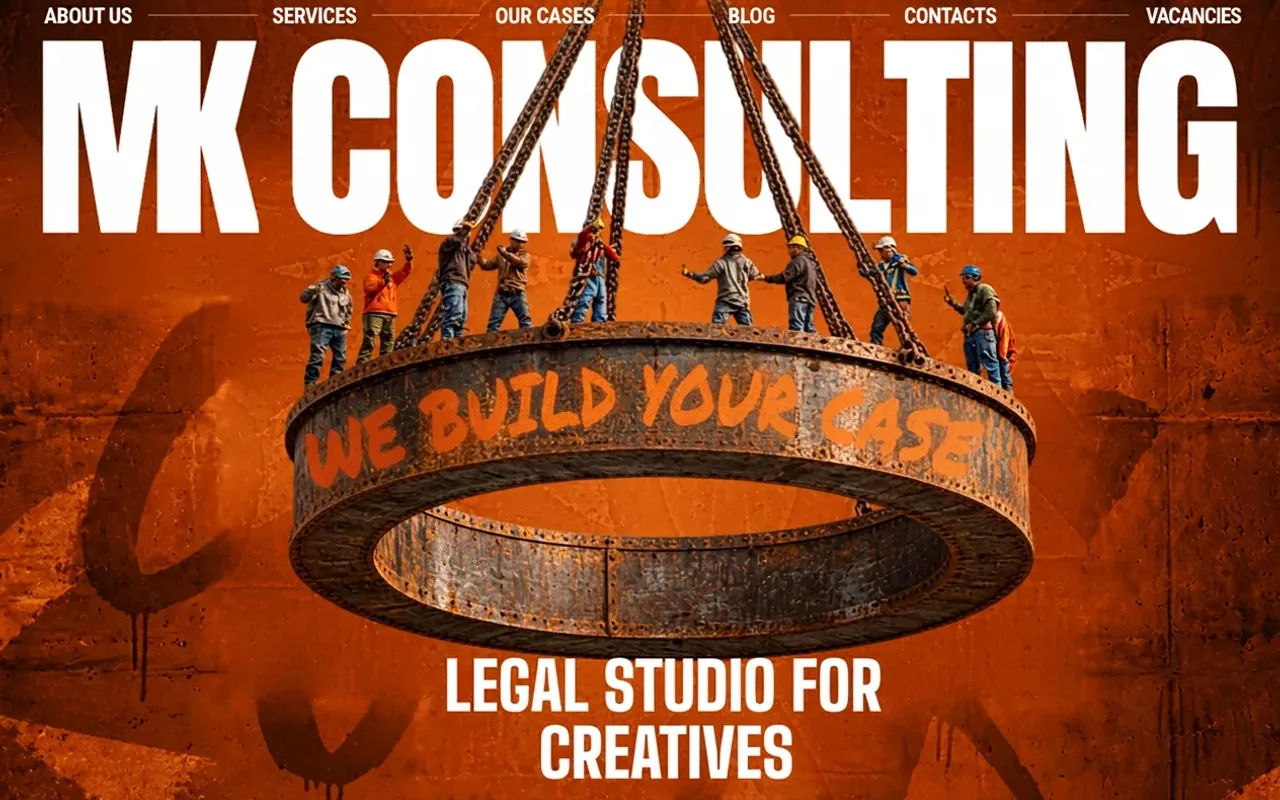 ABOUT US SERVICES OUR CASES BLOG CONTACTS VACANCIES
MK CONSULTING
WE BUILD YOUR CASE
LEGAL STUDIO FOR
CREATIVES